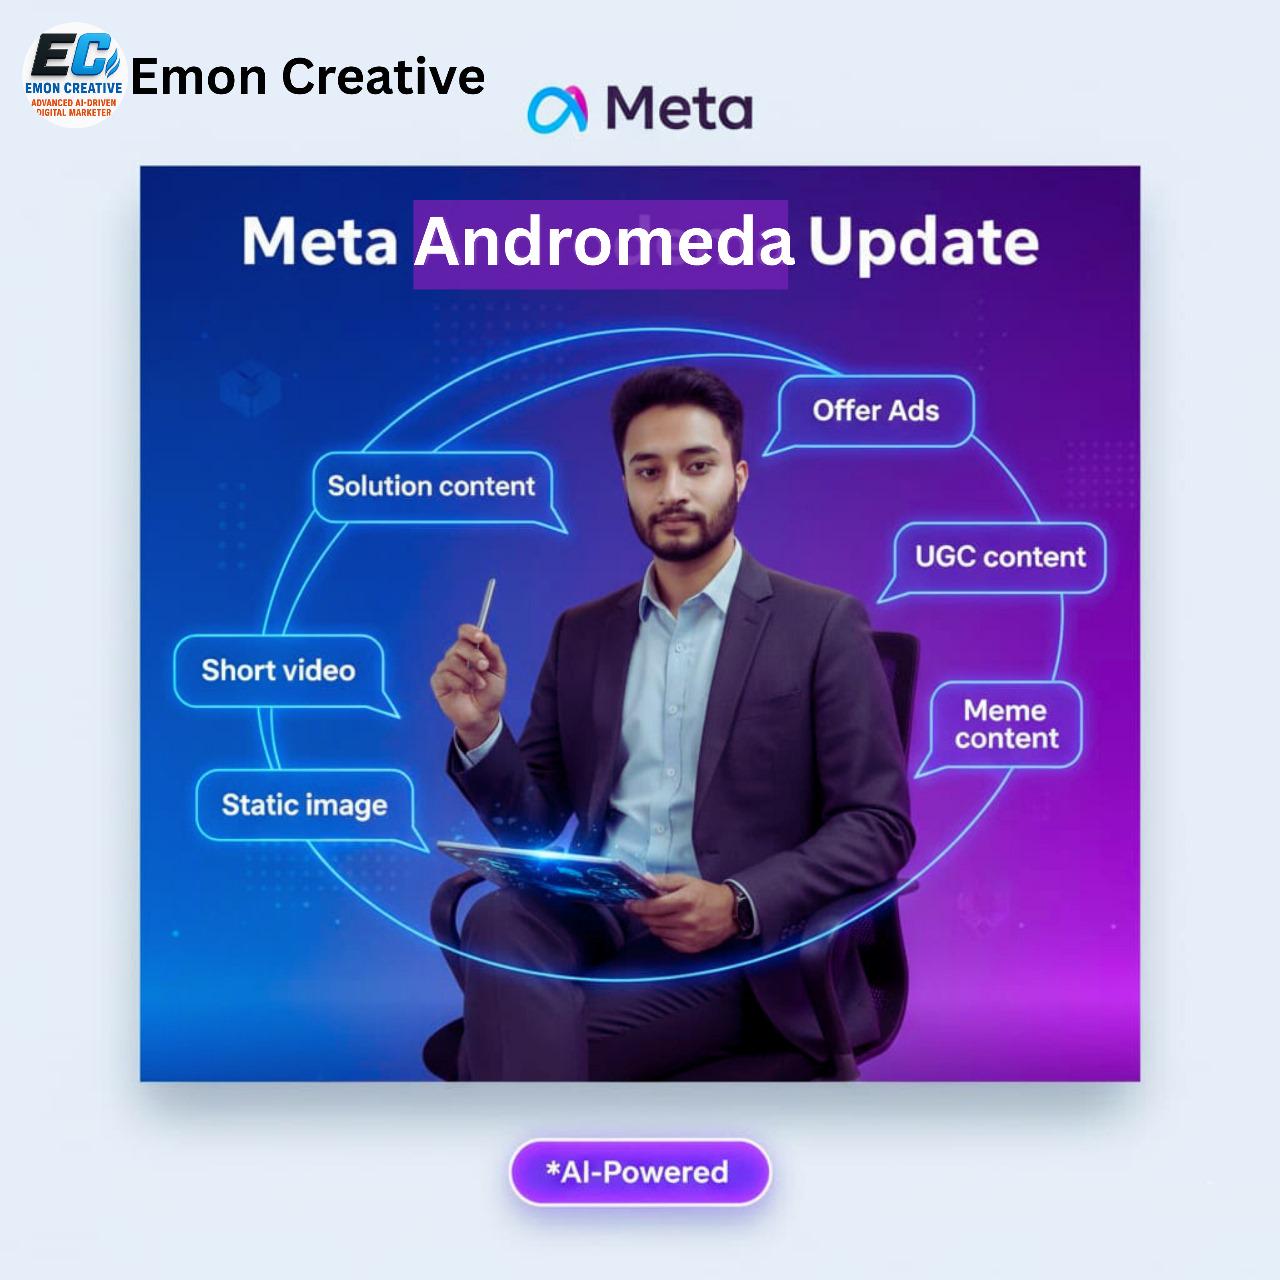 EC
EMON CREATIVE
ADVANCED AI-DRIVEN
DIGITAL MARKETER
Emon Creative
Meta
Meta Andromeda Update
Offer Ads
Solution content
UGC content
Short video
Meme
content
Static image
*AI-Powered